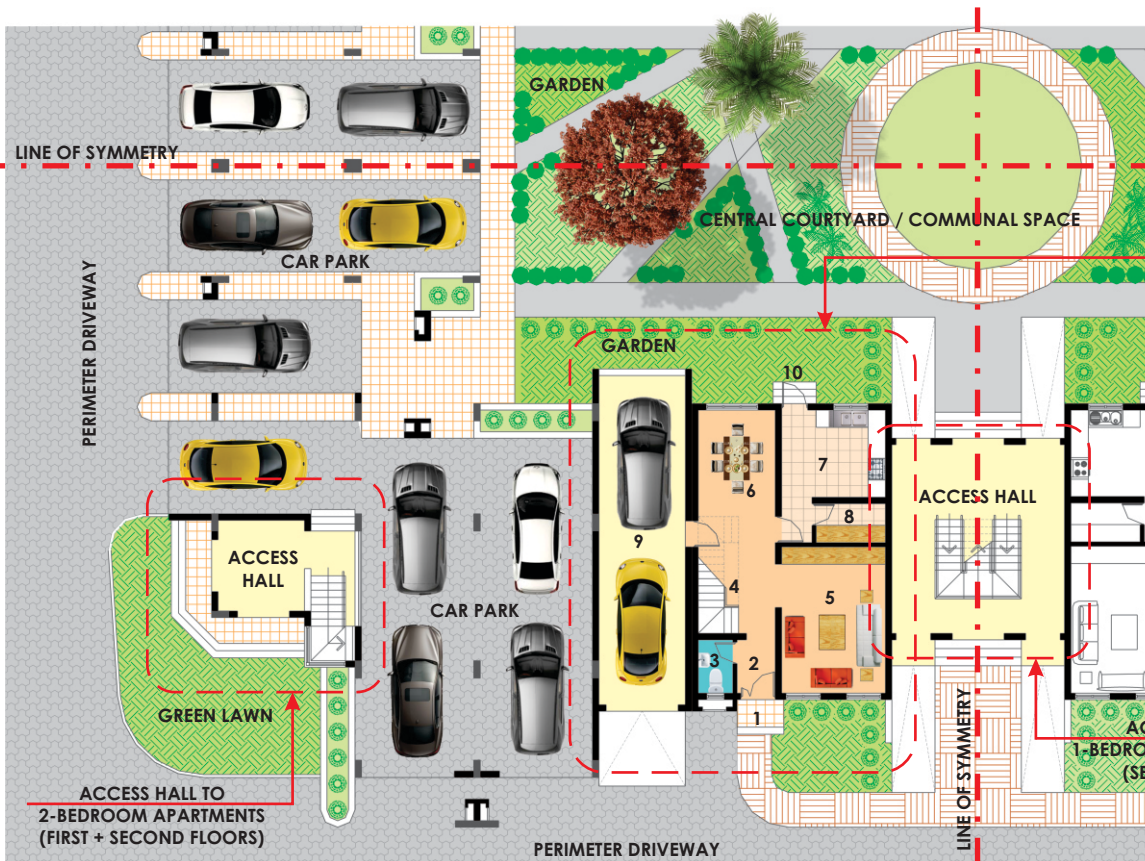 GARDEN
LINE OF SYMMETRY
CENTRAL COURTYARD / COMMUNAL SPACE
CAR PARK
PERIMETER DRIVEWAY
GARDEN
10
7
6
ACCESS HALL
8
9
ACCESS
HALL
4
5
CAR PARK
3
2
1
GREEN LAWN
LINE OF SYMMETRY
1-BEDRO
ACCESS HALL TO
2-BEDROOM APARTMENTS
(FIRST + SECOND FLOORS)
PERIMETER DRIVEWAY